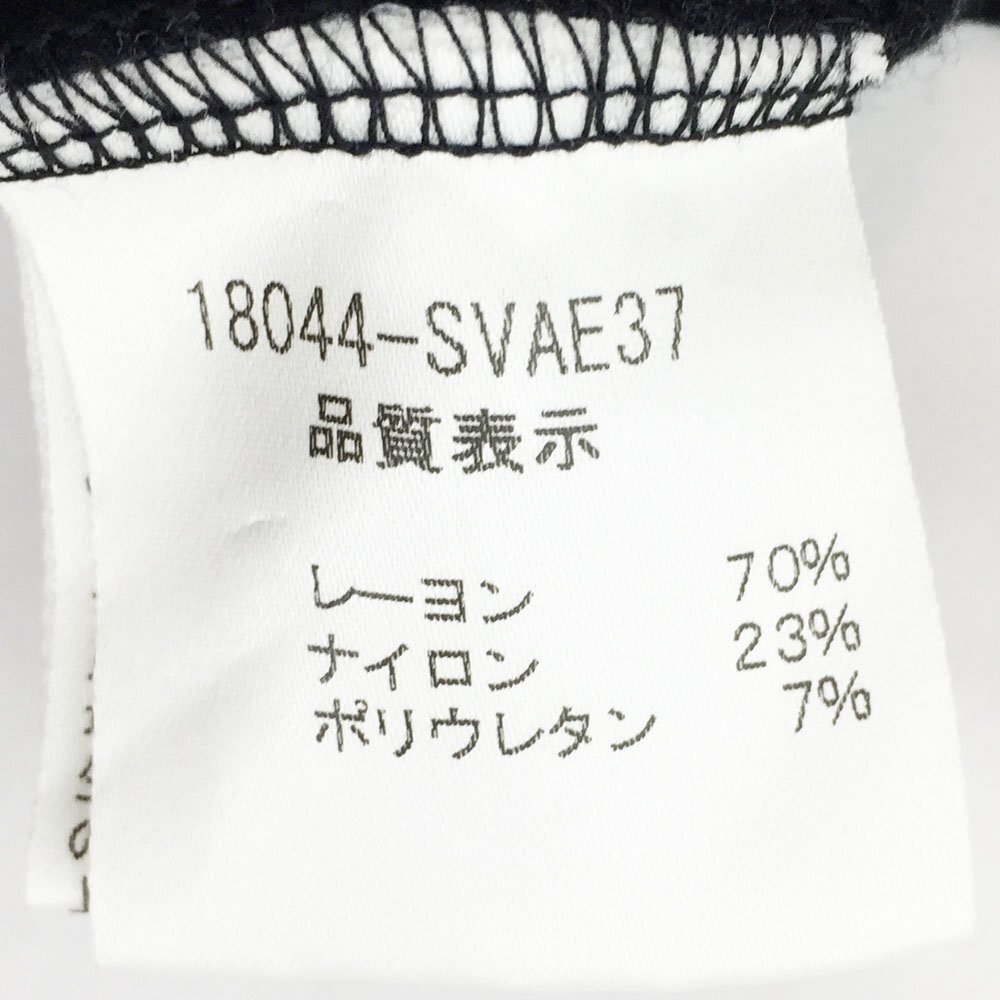 18044-SVAE37
品質表示
レーヨン 70%
ナイロン 23%
ポリウレタン 7%